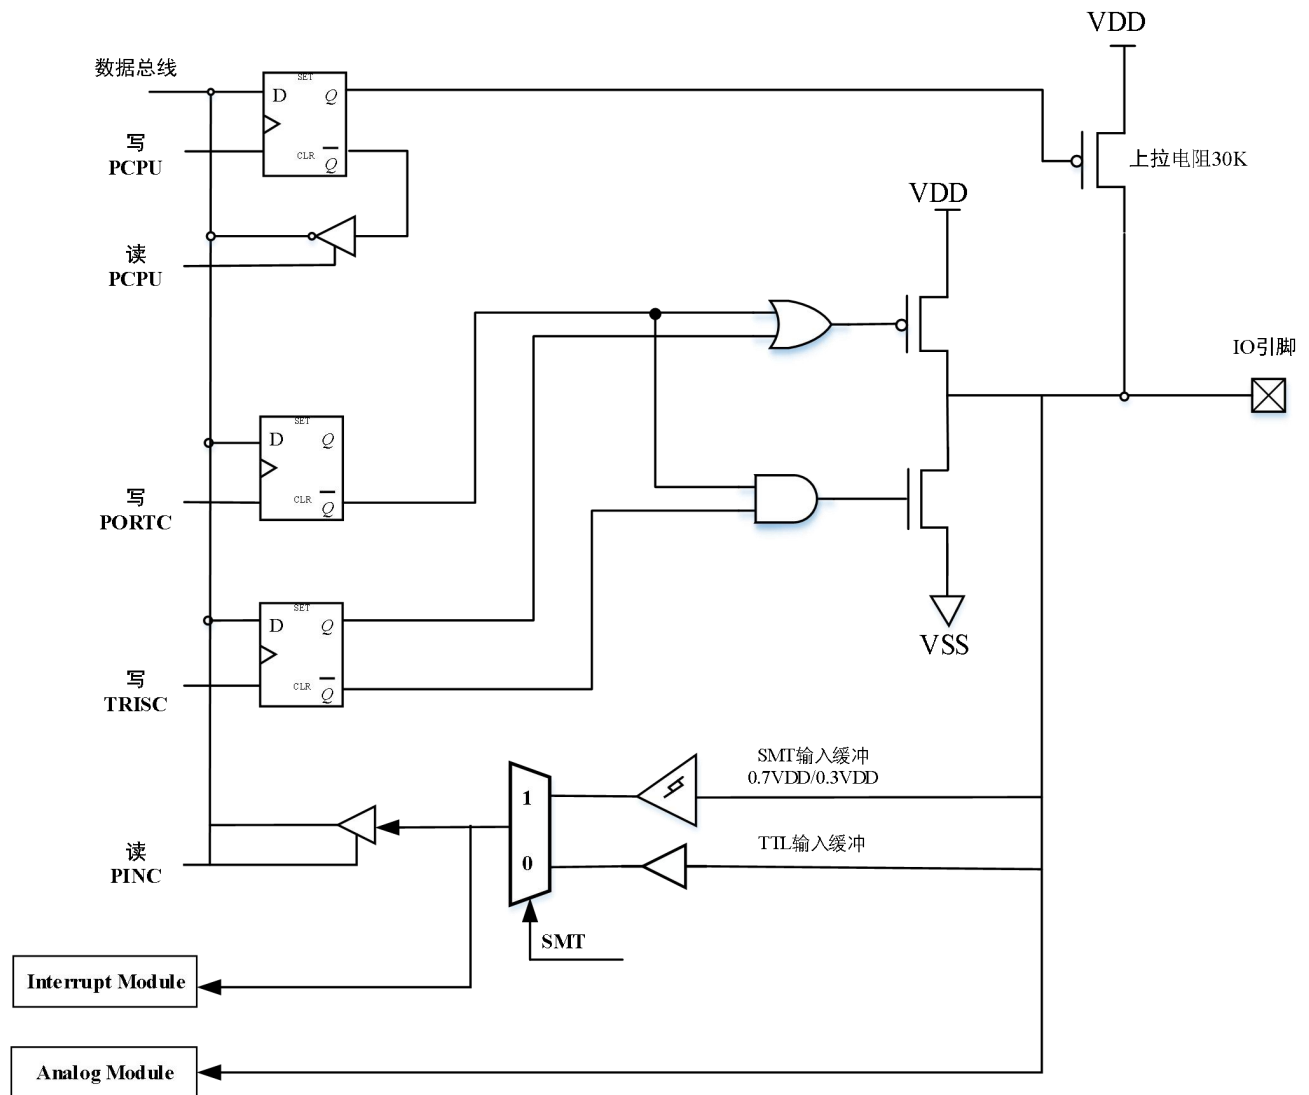 VDD
数据总线
SET
D
Q
写
PCPU
CLR
Q
上拉电阻30K
VDD
读
PCPU
IO引脚
SET
D
Q
写
PORTC
CLR
Q
SET
D
Q
VSS
写
TRISC
CLR
Q
SMT输入缓冲
0.7VDD/0.3VDD
1
TTL输入缓冲
读
PINC
0
SMT
Interrupt Module
Analog Module